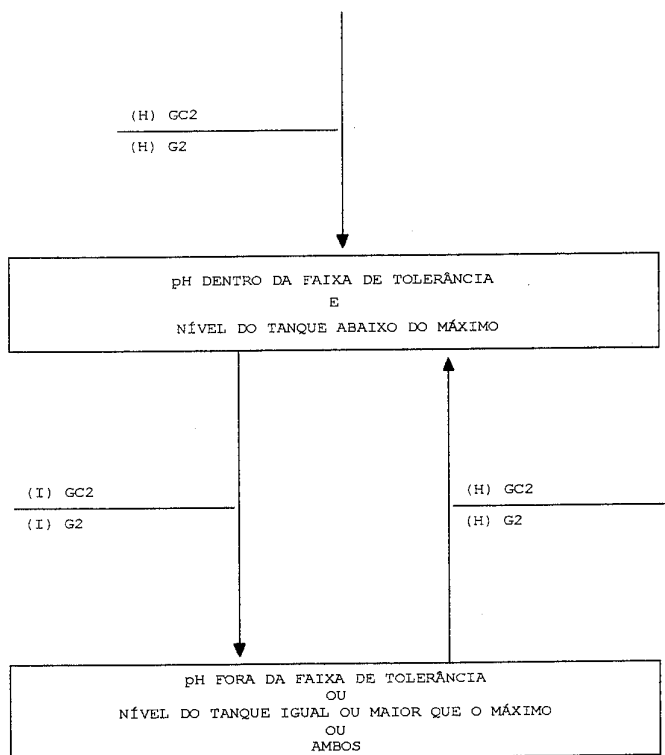 (H) GC2
(H) G2
pH DENTRO DA FAIXA DE TOLERÂNCIA
E
NÍVEL DO TANQUE ABAIXO DO MÁXIMO
(I) GC2
(I) G2
(H) GC2
(H) G2
pH FORA DA FAIXA DE TOLERÂNCIA
OU
NÍVEL DO TANQUE IGUAL OU MAIOR QUE O MÁXIMO
OU
AMBOS